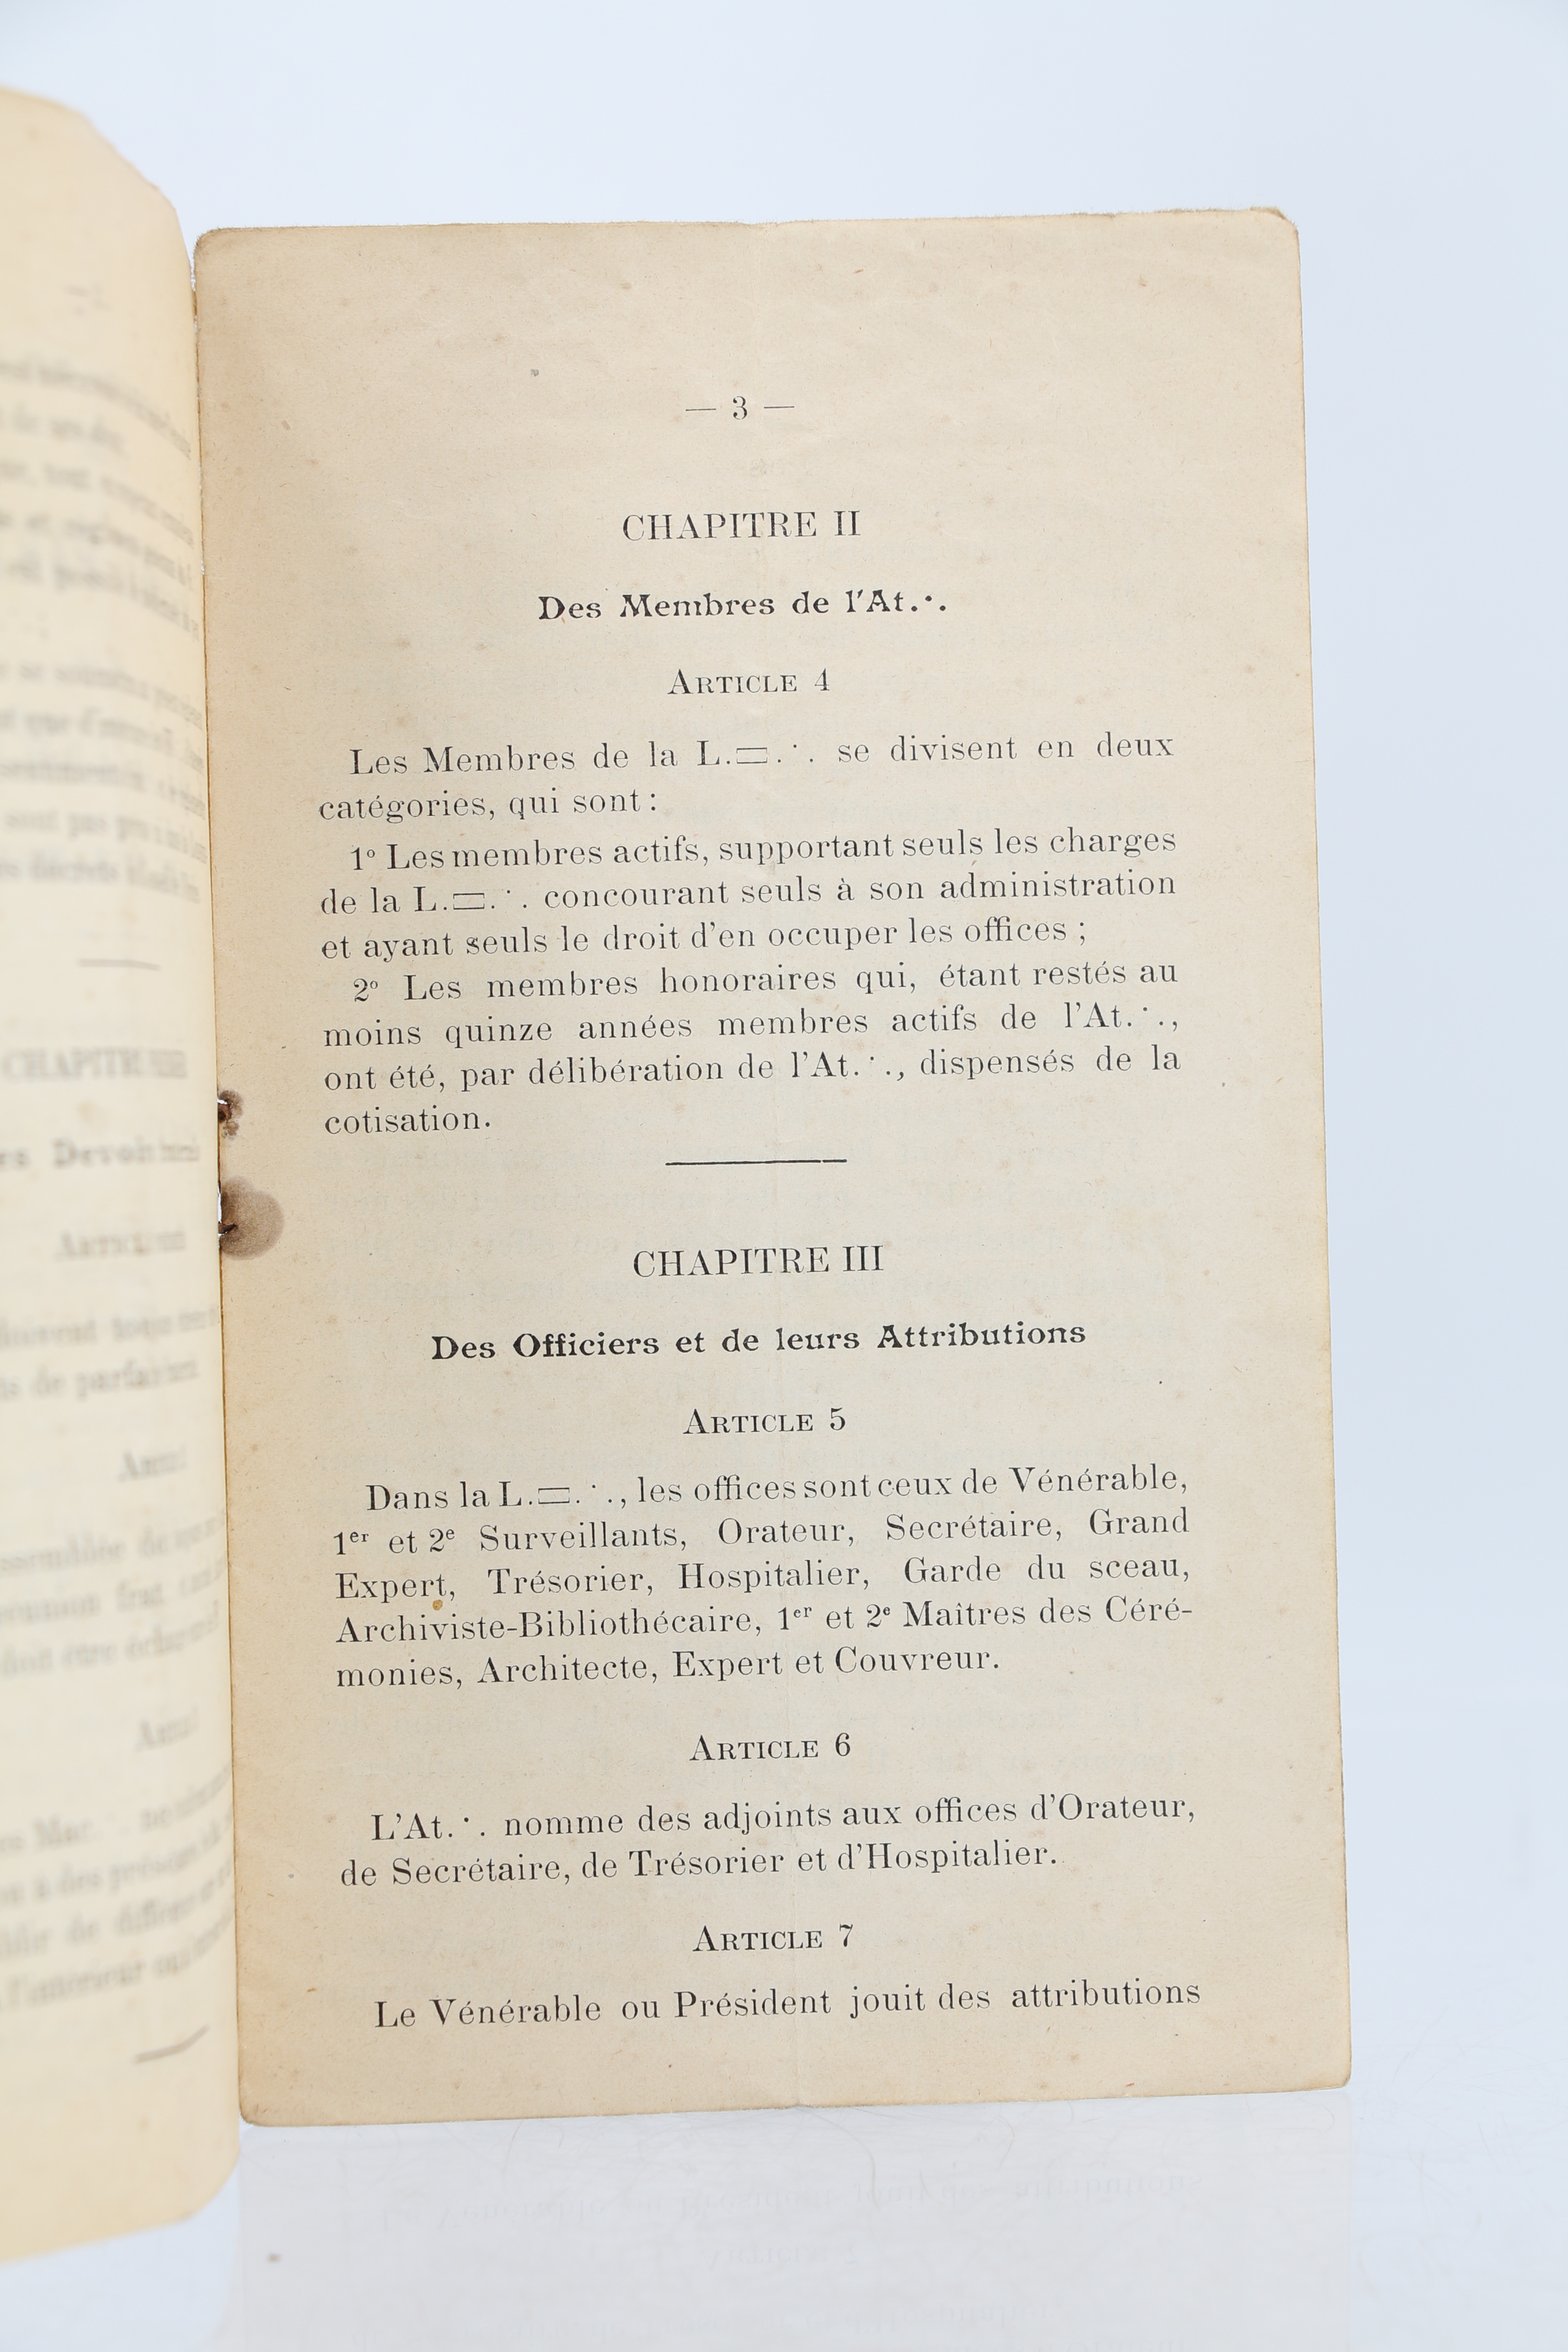 — 3 —
CHAPITRE II
Des Membres de l'At.·.
ARTICLE 4
Les Membres de la L.▭.·. se divisent en deux
catégories, qui sont :
1° Les membres actifs, supportant seuls les charges
de la L.▭.·. concourant seuls à son administration
et ayant seuls le droit d'en occuper les offices ;
2° Les membres honoraires qui, étant restés au
moins quinze années membres actifs de l'At.·.,
ont été, par délibération de l'At.·., dispensés de la
cotisation.
CHAPITRE III
Des Officiers et de leurs Attributions
ARTICLE 5
Dans la L.▭.·., les offices sont ceux de Vénérable,
1er et 2e Surveillants, Orateur, Secrétaire, Grand
Expert, Trésorier, Hospitalier, Garde du sceau,
Archiviste-Bibliothécaire, 1er et 2e Maîtres des Céré-
monies, Architecte, Expert et Couvreur.
ARTICLE 6
L'At.·. nomme des adjoints aux offices d'Orateur,
de Secrétaire, de Trésorier et d'Hospitalier.
ARTICLE 7
Le Vénérable ou Président jouit des attributions